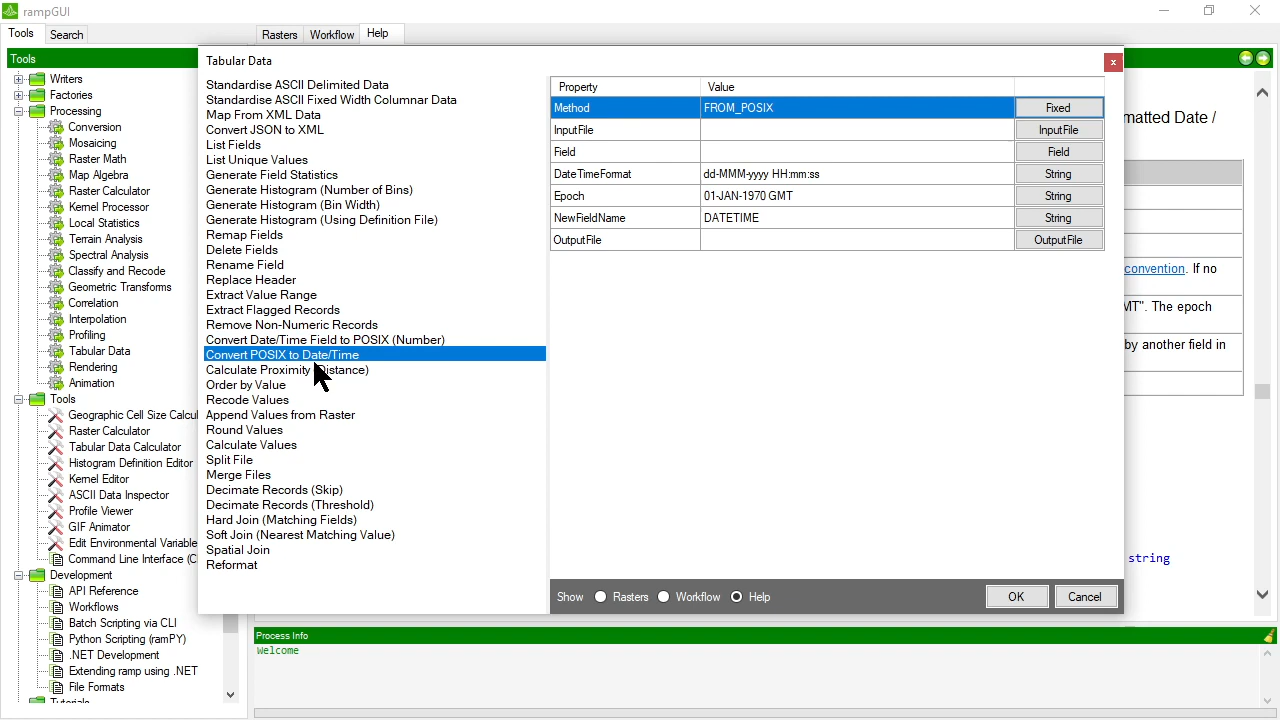 rampGUI
Tools
Search
Rasters
Workflow
Help
Tools
Writers
Factories
Processing
Conversion
Mosaicing
Raster Math
Map Algebra
Raster Calculator
Kernel Processor
Local Statistics
Terrain Analysis
Spectral Analysis
Classify and Recode
Geometric Transforms
Correlation
Interpolation
Profiling
Tabular Data
Rendering
Animation
Tools
Geographic Cell Size Calcul
Raster Calculator
Tabular Data Calculator
Histogram Definition Editor
Kernel Editor
ASCII Data Inspector
Profile Viewer
GIF Animator
Edit Environmental Variable
Command Line Interface (C
Development
API Reference
Workflows
Batch Scripting via CLI
Python Scripting (ramPY)
.NET Development
Extending ramp using .NET
File Formats
Tutorials
Tabular Data
x
Standardise ASCII Delimited Data
Standardise ASCII Fixed Width Columnar Data
Map From XML Data
Convert JSON to XML
List Fields
List Unique Values
Generate Field Statistics
Generate Histogram (Number of Bins)
Generate Histogram (Bin Width)
Generate Histogram (Using Definition File)
Remap Fields
Delete Fields
Rename Field
Replace Header
Extract Value Range
Extract Flagged Records
Remove Non-Numeric Records
Convert Date/Time Field to POSIX (Number)
Convert POSIX to Date/Time
Calculate Proximity (Distance)
Order by Value
Recode Values
Append Values from Raster
Round Values
Calculate Values
Split File
Merge Files
Decimate Records (Skip)
Decimate Records (Threshold)
Hard Join (Matching Fields)
Soft Join (Nearest Matching Value)
Spatial Join
Reformat
Property Value
Method FROM_POSIX Fixed
InputFile InputFile
Field Field
DateTimeFormat dd-MMM-yyyy HH:mm:ss String
Epoch 01-JAN-1970 GMT String
NewFieldName DATETIME String
OutputFile OutputFile
Show Rasters Workflow Help OK Cancel
matted Date /
convention. If no
MT". The epoch
by another field in
string
Process Info
Welcome